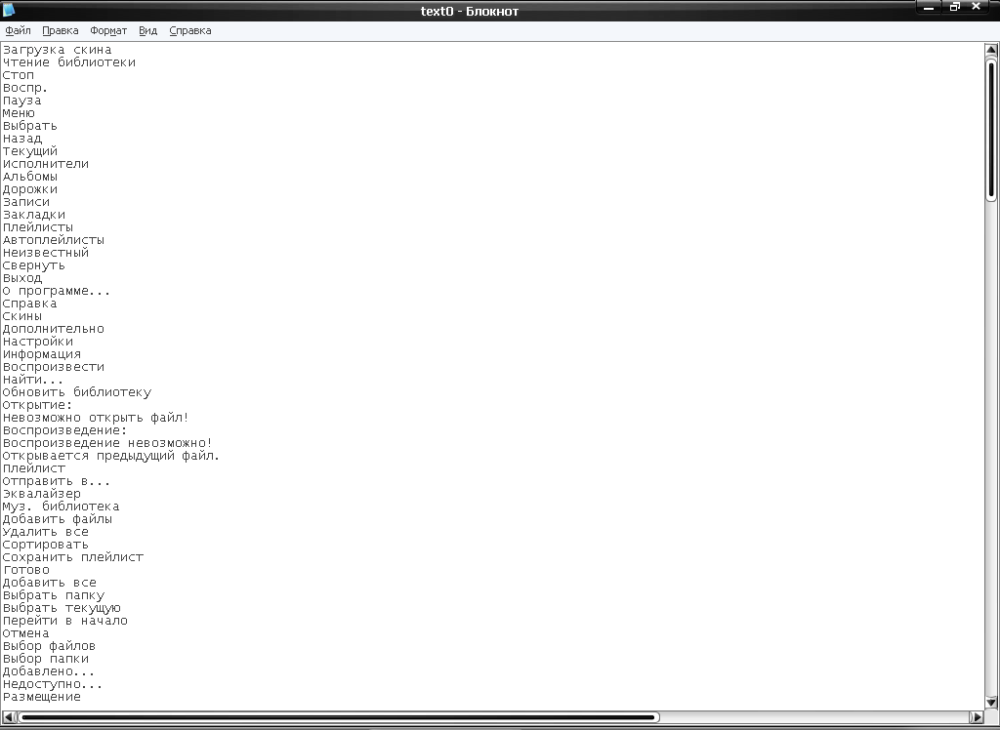 text0 - Блокнот
Файл Правка Формат Вид Справка
Загрузка скина
Чтение библиотеки
Стоп
Воспр.
Пауза
Меню
Выбрать
Назад
Текущий
Исполнители
Альбомы
Дорожки
Записи
Закладки
Плейлисты
Автоплейлисты
Неизвестный
Свернуть
Выход
О программе...
Справка
Скины
Дополнительно
Настройки
Информация
Воспроизвести
Найти...
Обновить библиотеку
Открытие:
Невозможно открыть файл!
Воспроизведение:
Воспроизведение невозможно!
Открывается предыдущий файл.
Плейлист
Отправить в...
Эквалайзер
Муз. библиотека
Добавить файлы
Удалить все
Сортировать
Сохранить плейлист
Готово
Добавить все
Выбрать папку
Выбрать текущую
Перейти в начало
Отмена
Выбор файлов
Выбор папки
Добавлено...
Недоступно...
Размещение